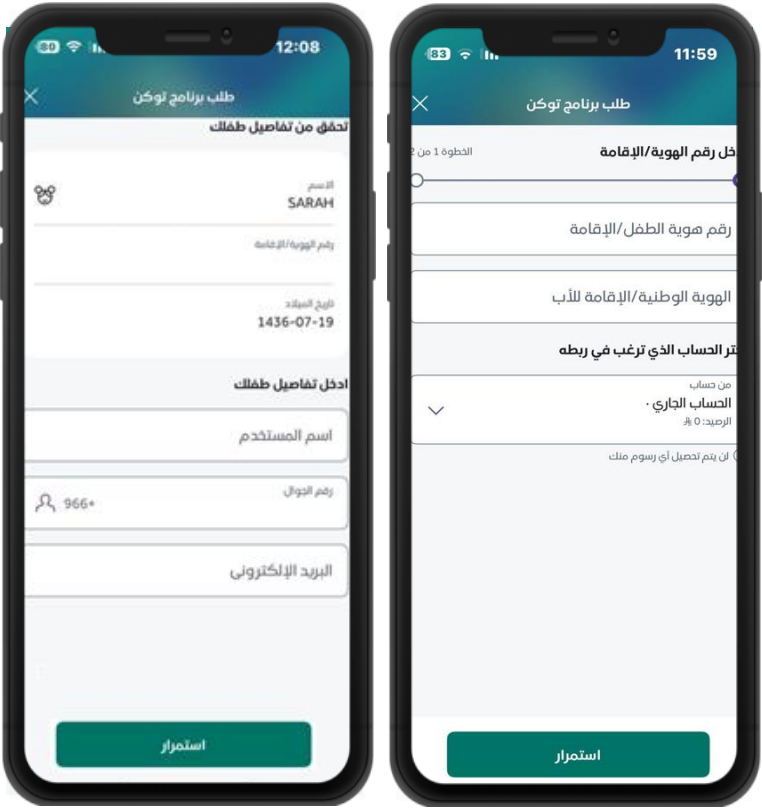 11:59
83
طلب برنامج توكن
خل رقم الهوية/الإقامة
الخطوة 1 من 2
رقم هوية الطفل/الإقامة
الهوية الوطنية/الإقامة للأب
تر الحساب الذي ترغب في ربطه
من حساب
الحساب الجاري ·
الرصيد: 0
لن يتم تحصيل أي رسوم منك
استمرار
12:08
80
طلب برنامج توكن
تحقق من تفاصيل طفلك
الاسم
SARAH
رقم الهوية/الإقامة
تاريخ الميلاد
1436-07-19
ادخل تفاصيل طفلك
اسم المستخدم
رقم الجوال
966+
البريد الإلكتروني
استمرار